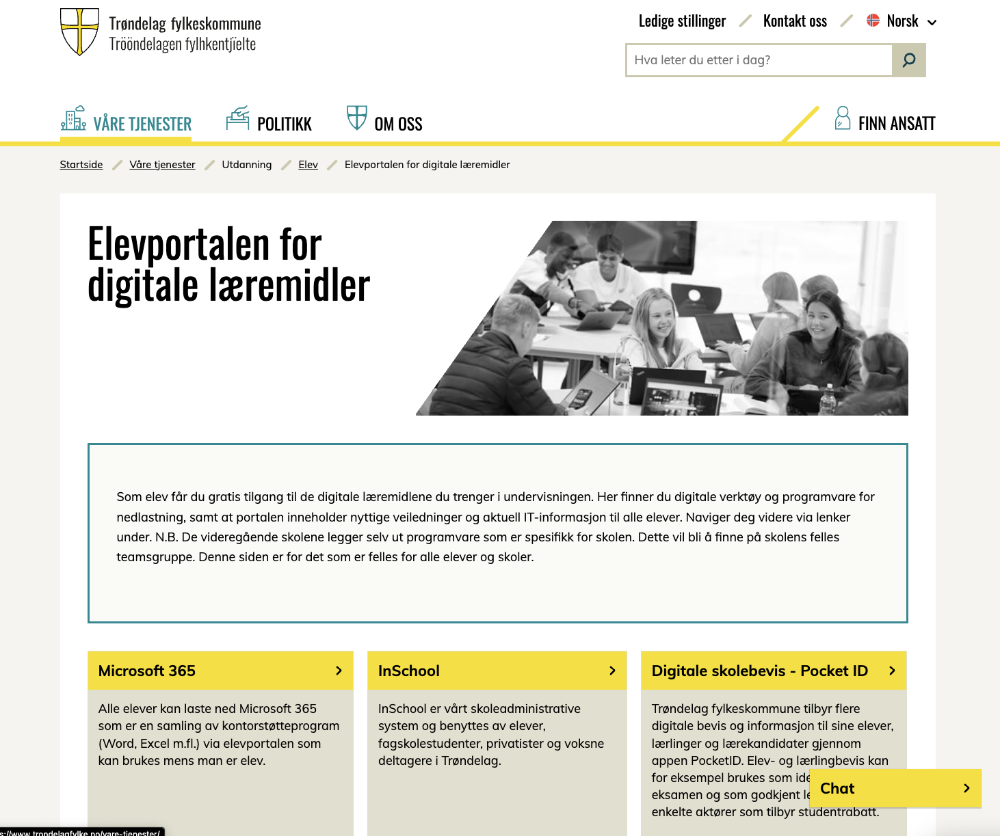 Trøndelag fylkeskommune
Tröödelagen fylhkentjïelte
Ledige stillinger
Kontakt oss
Norsk
Hva leter du etter i dag?
VÅRE TJENESTER
POLITIKK
OM OSS
FINN ANSATT
Startside
Våre tjenester
Utdanning
Elev
Elevportalen for digitale læremidler
Elevportalen for
digitale læremidler
Som elev får du gratis tilgang til de digitale læremidlene du trenger i undervisningen. Her finner du digitale verktøy og programvare for
nedlastning, samt at portalen inneholder nyttige veiledninger og aktuell IT-informasjon til alle elever. Naviger deg videre via lenker
under. N.B. De videregående skolene legger selv ut programvare som er spesifikk for skolen. Dette vil bli å finne på skolens felles
teamsgruppe. Denne siden er for det som er felles for alle elever og skoler.
Microsoft 365
Alle elever kan laste ned Microsoft 365
som er en samling av kontorstøtteprogram
(Word, Excel m.fl.) via elevportalen som
kan brukes mens man er elev.
InSchool
InSchool er vårt skoleadministrative
system og benyttes av elever,
fagskolestudenter, privatister og voksne
deltagere i Trøndelag.
Digitale skolebevis - Pocket ID
Trøndelag fylkeskommune tilbyr flere
digitale bevis og informasjon til sine elever,
lærlinger og lærekandidater gjennom
appen PocketID. Elev- og lærlingbevis kan
for eksempel brukes som
eksamen og som godkjent
enkelte aktører som tilbyr studentrabatt.
Chat
s://www.trondelagfylke.no/vare-tjenester/